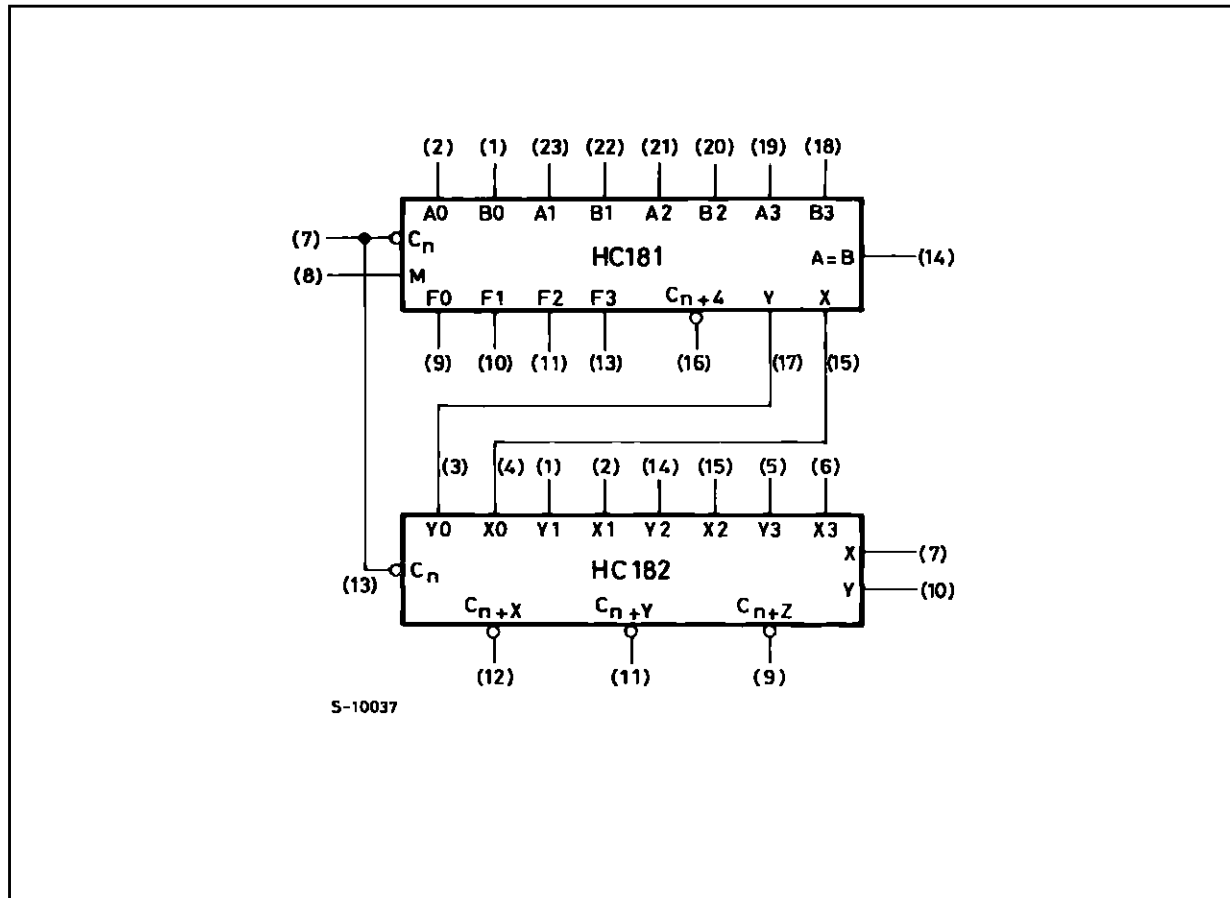 (2) (1) (23) (22) (21) (20) (19) (18)
A0 B0 A1 B1 A2 B2 A3 B3
(7) Cn HC181 A=B (14)
(8) M
F0 F1 F2 F3 Cn+4 Y X
(9) (10) (11) (13) (16) (17) (15)
(3) (4) (1) (2) (14) (15) (5) (6)
Y0 X0 Y1 X1 Y2 X2 Y3 X3
X (7)
(13) Cn HC182
Y (10)
Cn+X Cn+Y Cn+Z
(12) (11) (9)
S-10037